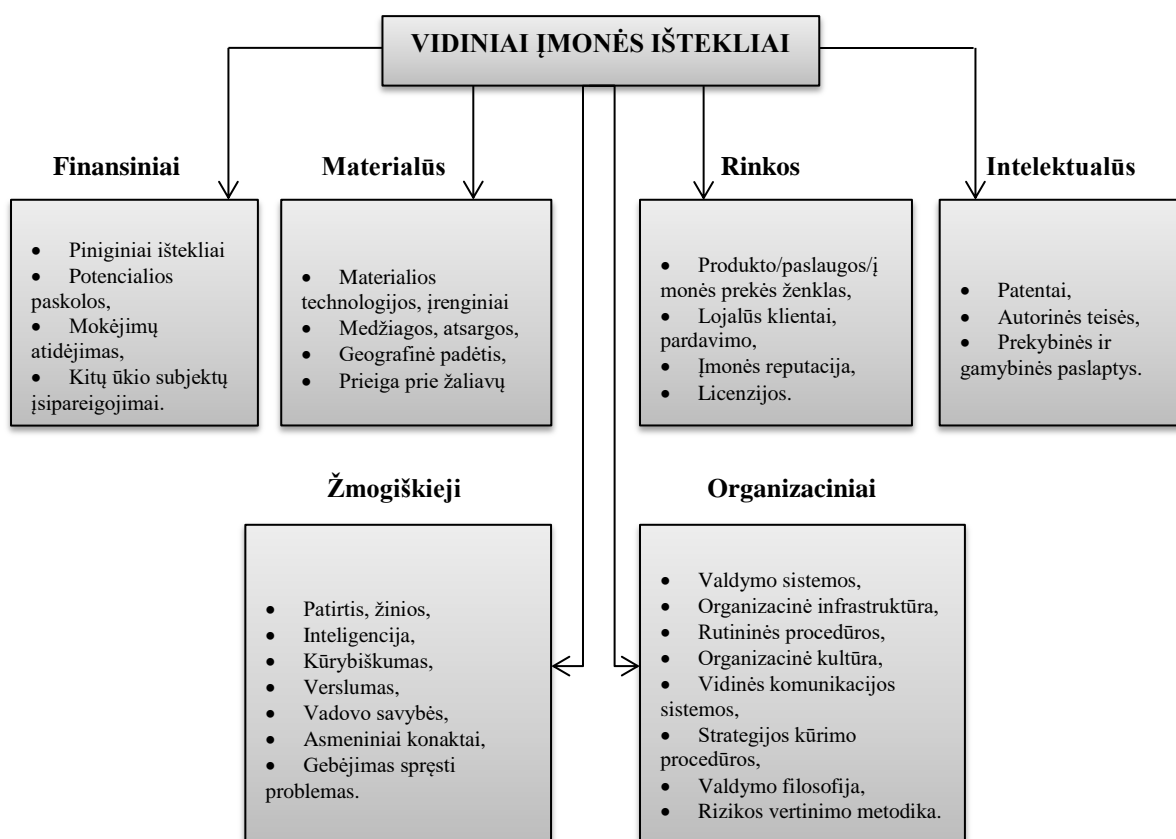 VIDINIAI ĮMONĖS IŠTEKLIAI
Finansiniai
• Piniginiai ištekliai
• Potencialios
paskolos,
• Mokėjimų
atidėjimas,
• Kitų ūkio subjektų
įsipareigojimai.
Materialūs
• Materialios
technologijos, įrenginiai
• Medžiagos, atsargos,
• Geografinė padėtis,
• Prieiga prie žaliavų
Rinkos
• Produkto/paslaugos/į
monės prekės ženklas,
• Lojalūs klientai,
pardavimo,
• Įmonės reputacija,
• Licenzijos.
Intelektualūs
• Patentai,
• Autorinės teisės,
• Prekybinės ir
gamybinės paslaptys.
Žmogiškieji
• Patirtis, žinios,
• Inteligencija,
• Kūrybiškumas,
• Verslumas,
• Vadovo savybės,
• Asmeniniai konaktai,
• Gebėjimas spręsti
problemas.
Organizaciniai
• Valdymo sistemos,
• Organizacinė infrastruktūra,
• Rutininės procedūros,
• Organizacinė kultūra,
• Vidinės komunikacijos
sistemos,
• Strategijos kūrimo
procedūros,
• Valdymo filosofija,
• Rizikos vertinimo metodika.